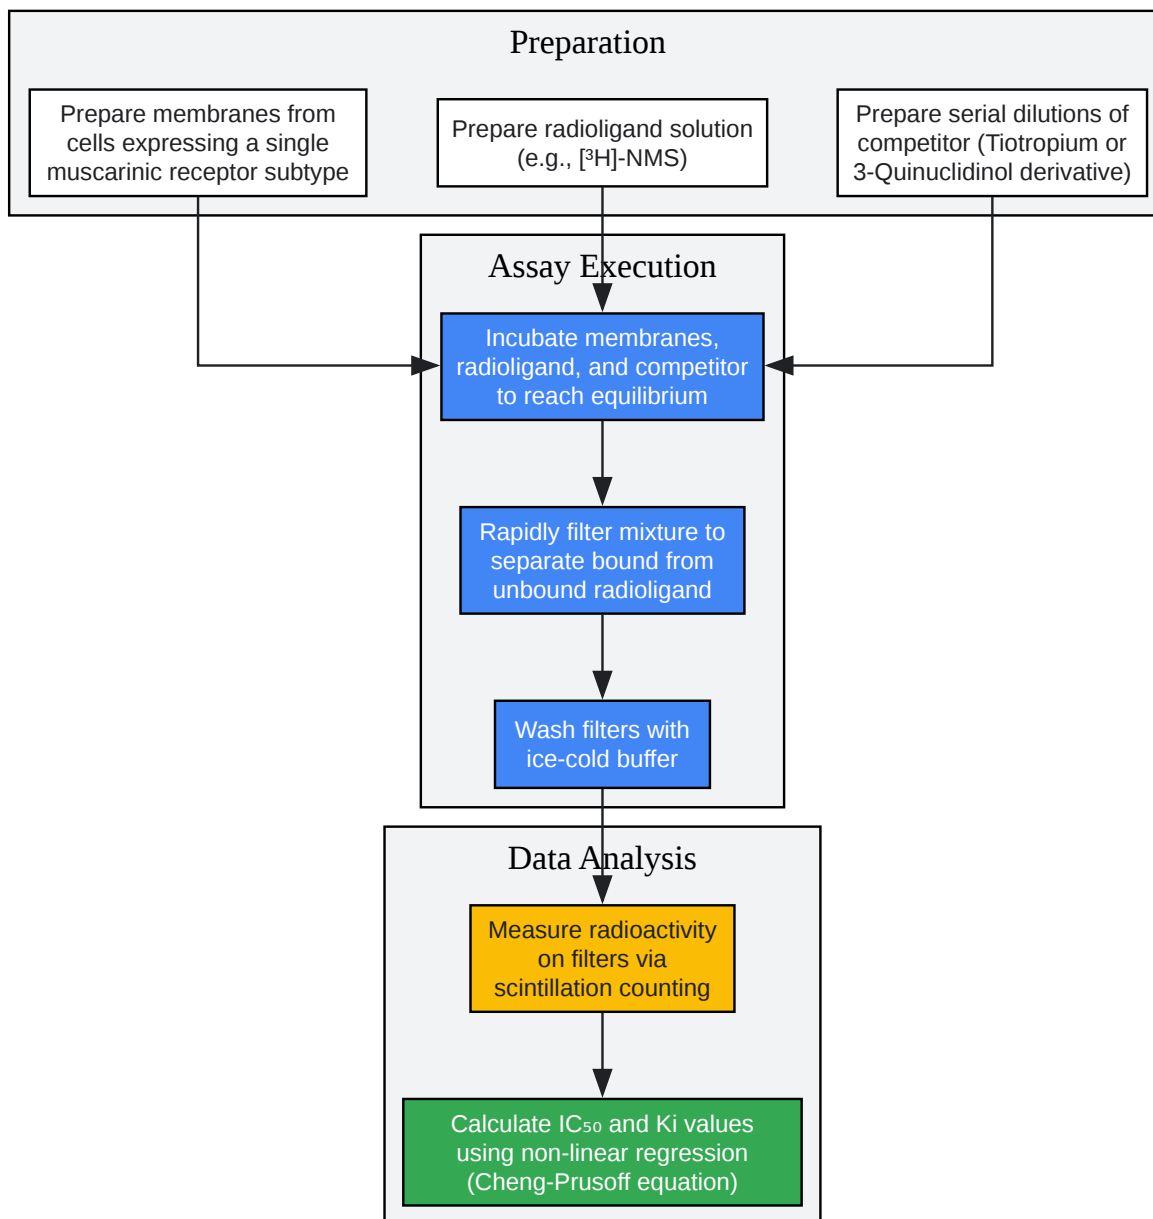 Preparation
Prepare membranes from
cells expressing a single
muscarinic receptor subtype
Prepare radioligand solution
(e.g., [³H]-NMS)
Prepare serial dilutions of
competitor (Tiotropium or
3-Quinuclidinol derivative)
Assay Execution
Incubate membranes,
radioligand, and competitor
to reach equilibrium
Rapidly filter mixture to
separate bound from
unbound radioligand
Wash filters with
ice-cold buffer
Data Analysis
Measure radioactivity
on filters via
scintillation counting
Calculate IC₅₀ and Ki values
using non-linear regression
(Cheng-Prusoff equation)